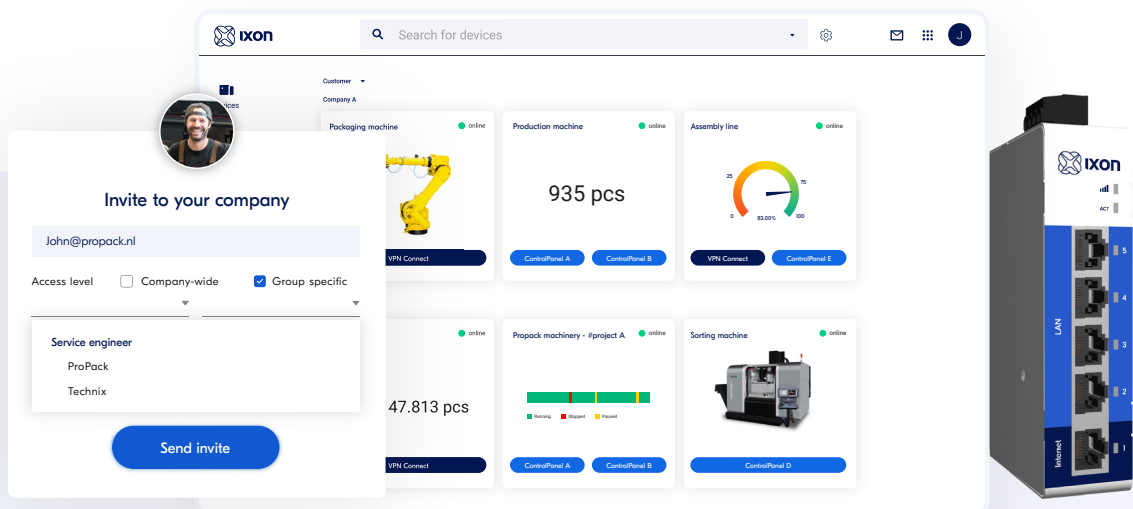 IXON
Search for devices
J
Customer
Company A
Packaging machine
online
Production machine
online
Assembly line
online
935 pcs
25
75
0
83.00%
100
VPN Connect
ControlPanel A
ControlPanel B
VPN Connect
ControlPanel E
online
Propack machinery - #project A
online
Sorting machine
online
47.813 pcs
Running
Stopped
Paused
VPN Connect
ControlPanel A
ControlPanel B
ControlPanel D
Invite to your company
John@propack.nl
Access level
Company-wide
Group specific
Service engineer
ProPack
Technix
Send invite
IXON
ACT
LAN
5
4
3
2
Internet
1